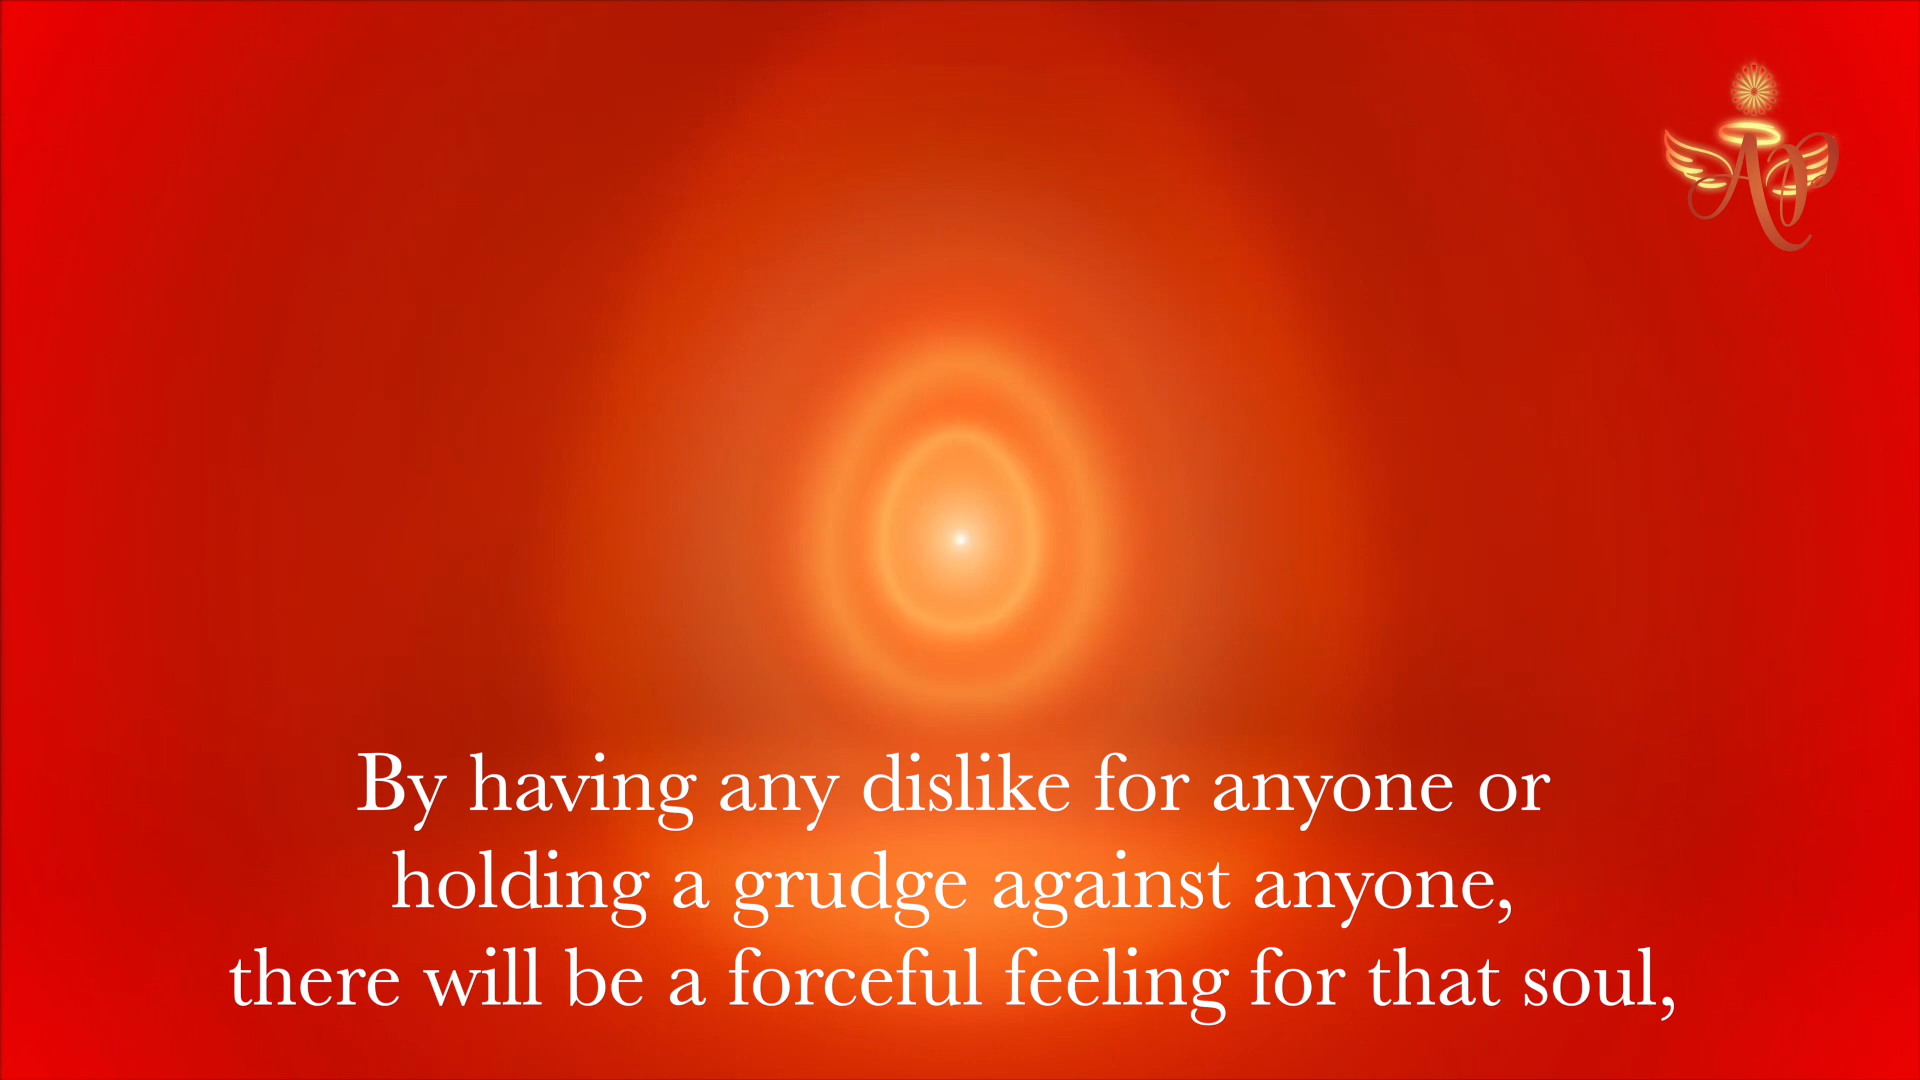 AP
By having any dislike for anyone or
holding a grudge against anyone,
there will be a forceful feeling for that soul,